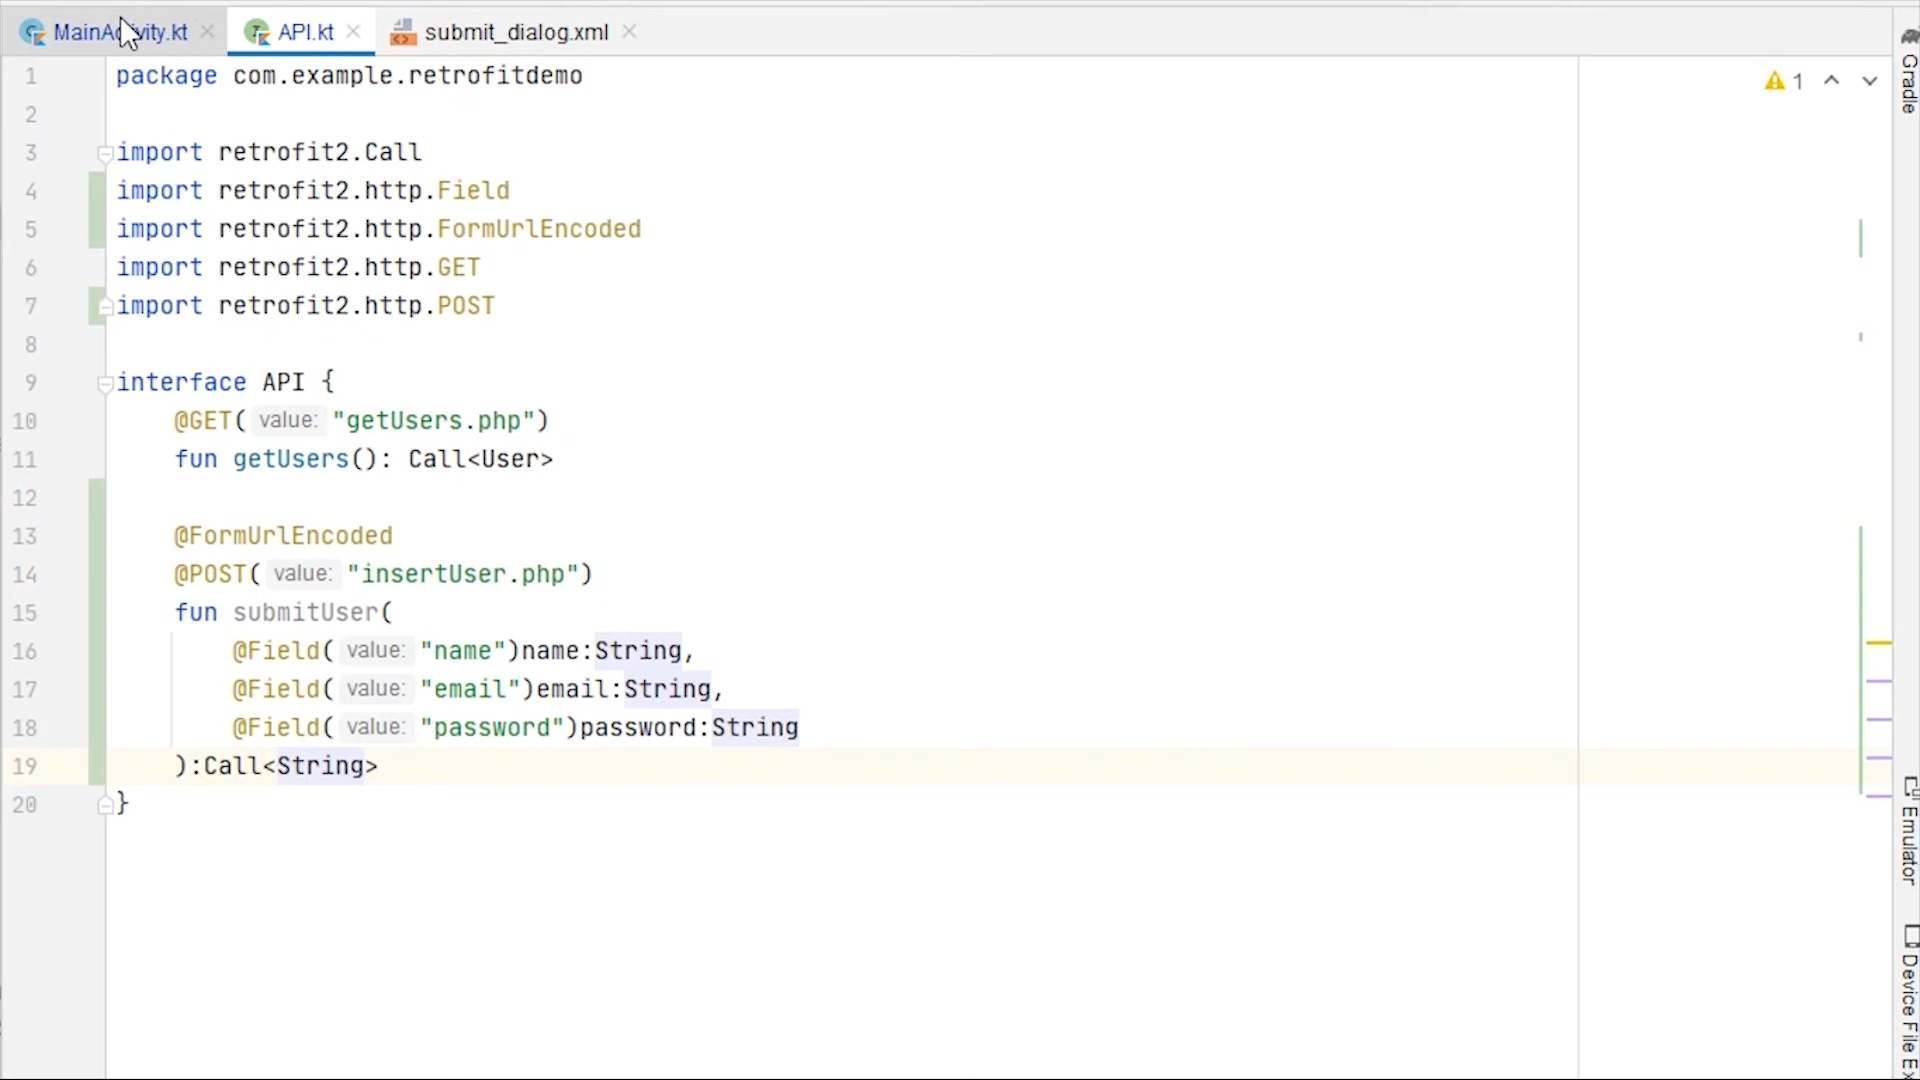 MainActivity.kt API.kt submit_dialog.xml
1 package com.example.retrofitdemo
2
3 import retrofit2.Call
4 import retrofit2.http.Field
5 import retrofit2.http.FormUrlEncoded
6 import retrofit2.http.GET
7 import retrofit2.http.POST
8
9 interface API {
10 @GET( value: "getUsers.php")
11 fun getUsers(): Call<User>
12
13 @FormUrlEncoded
14 @POST( value: "insertUser.php")
15 fun submitUser(
16 @Field( value: "name")name:String,
17 @Field( value: "email")email:String,
18 @Field( value: "password")password:String
19 ):Call<String>
20 }
1
Gradle
Emulator
Device File Ex